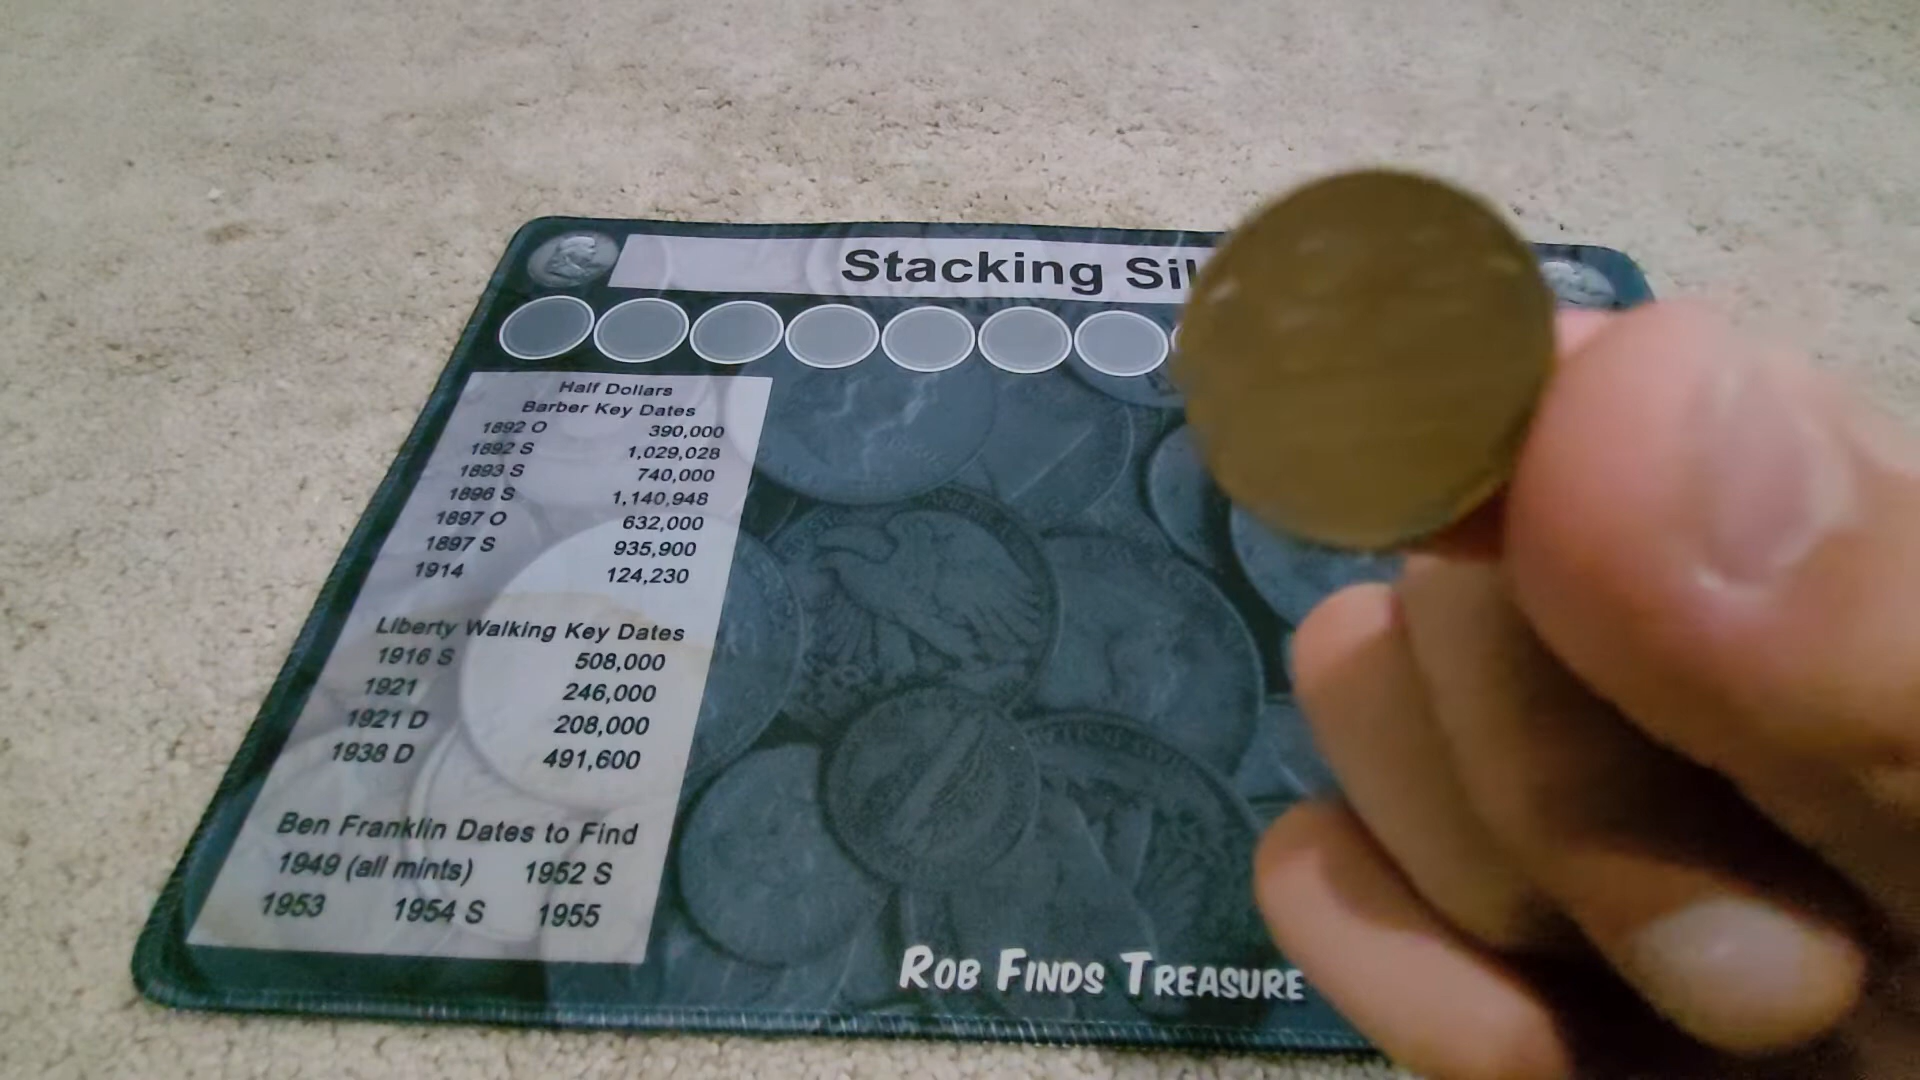 Stacking Sil
Half Dollars
Barber Key Dates
1892 O 390,000
1892 S 1,029,028
1893 S 740,000
1896 S 1,140,948
1897 O 632,000
1897 S 935,900
1914 124,230
Liberty Walking Key Dates
1916 S 508,000
1921 246,000
1921 D 208,000
1938 D 491,600
Ben Franklin Dates to Find
1949 (all mints) 1952 S
1953 1954 S 1955
ROB FINDS TREASURE